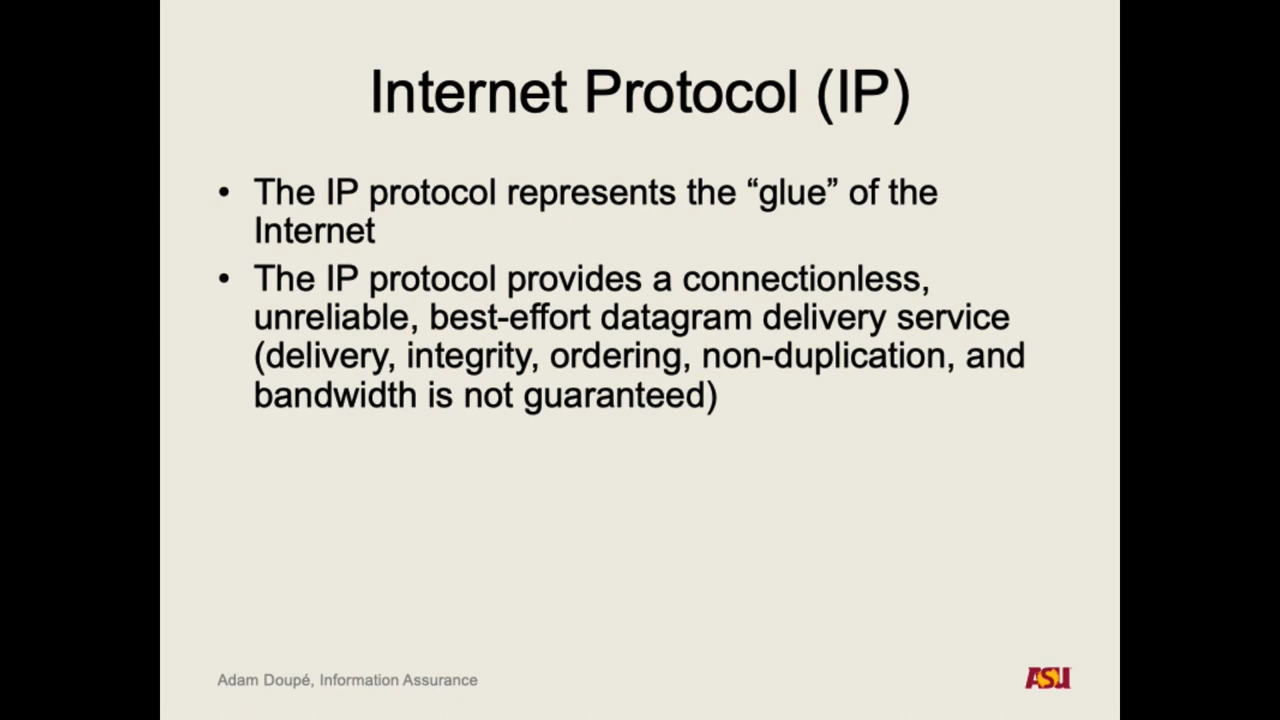 Internet Protocol (IP)
• The IP protocol represents the “glue” of the
Internet
• The IP protocol provides a connectionless,
unreliable, best-effort datagram delivery service
(delivery, integrity, ordering, non-duplication, and
bandwidth is not guaranteed)
Adam Doupé, Information Assurance
ASU